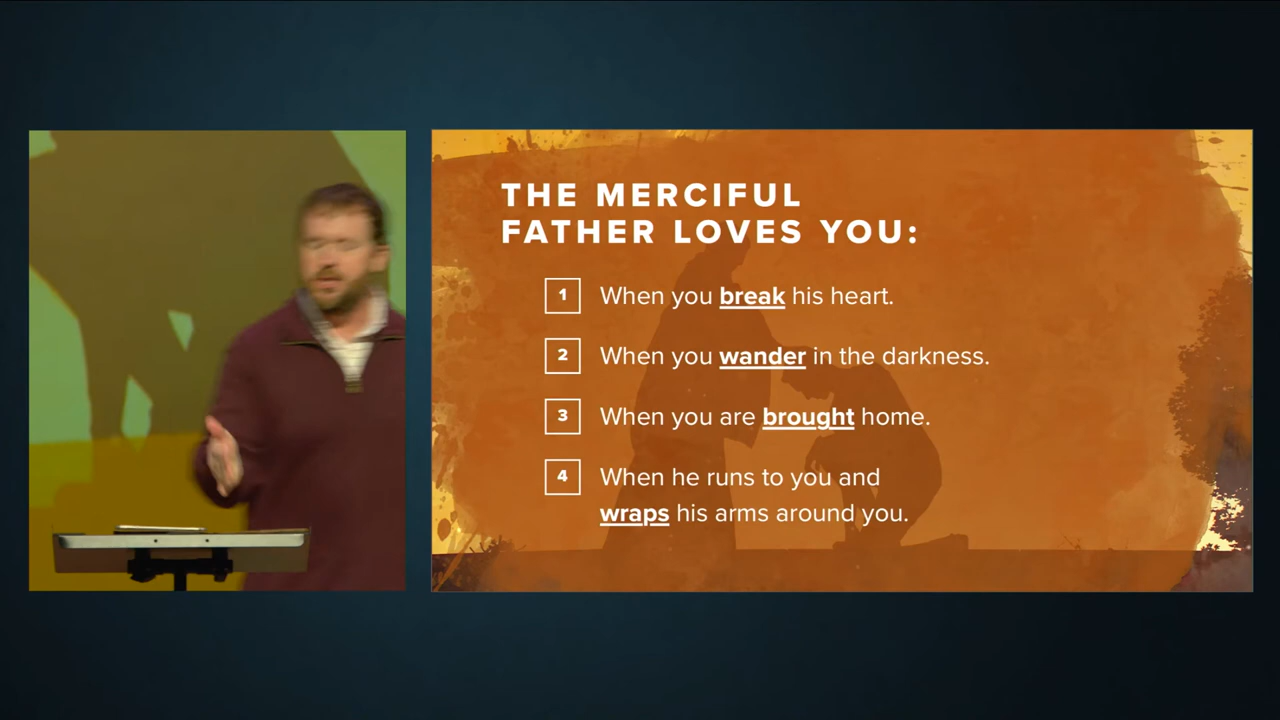 THE MERCIFUL
FATHER LOVES YOU:
1 When you break his heart.
2 When you wander in the darkness.
3 When you are brought home.
4 When he runs to you and
wraps his arms around you.